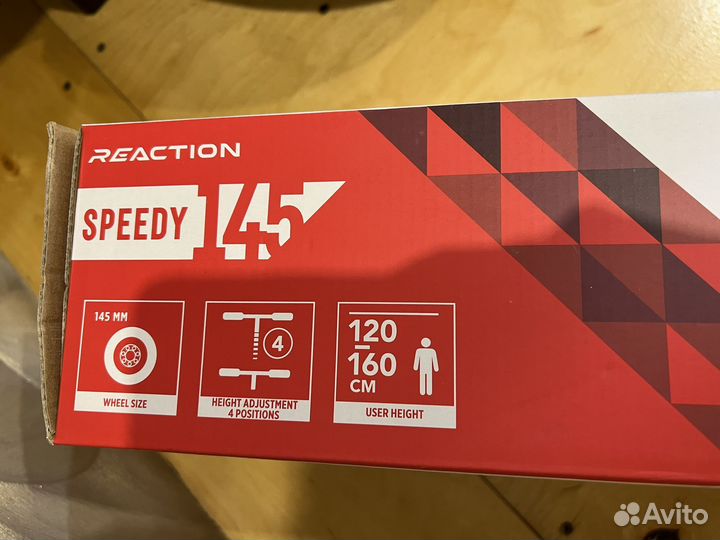 REACTION
SPEEDY 145
145 MM
WHEEL SIZE
4
HEIGHT ADJUSTMENT
4 POSITIONS
120
160
CM
USER HEIGHT
Avito